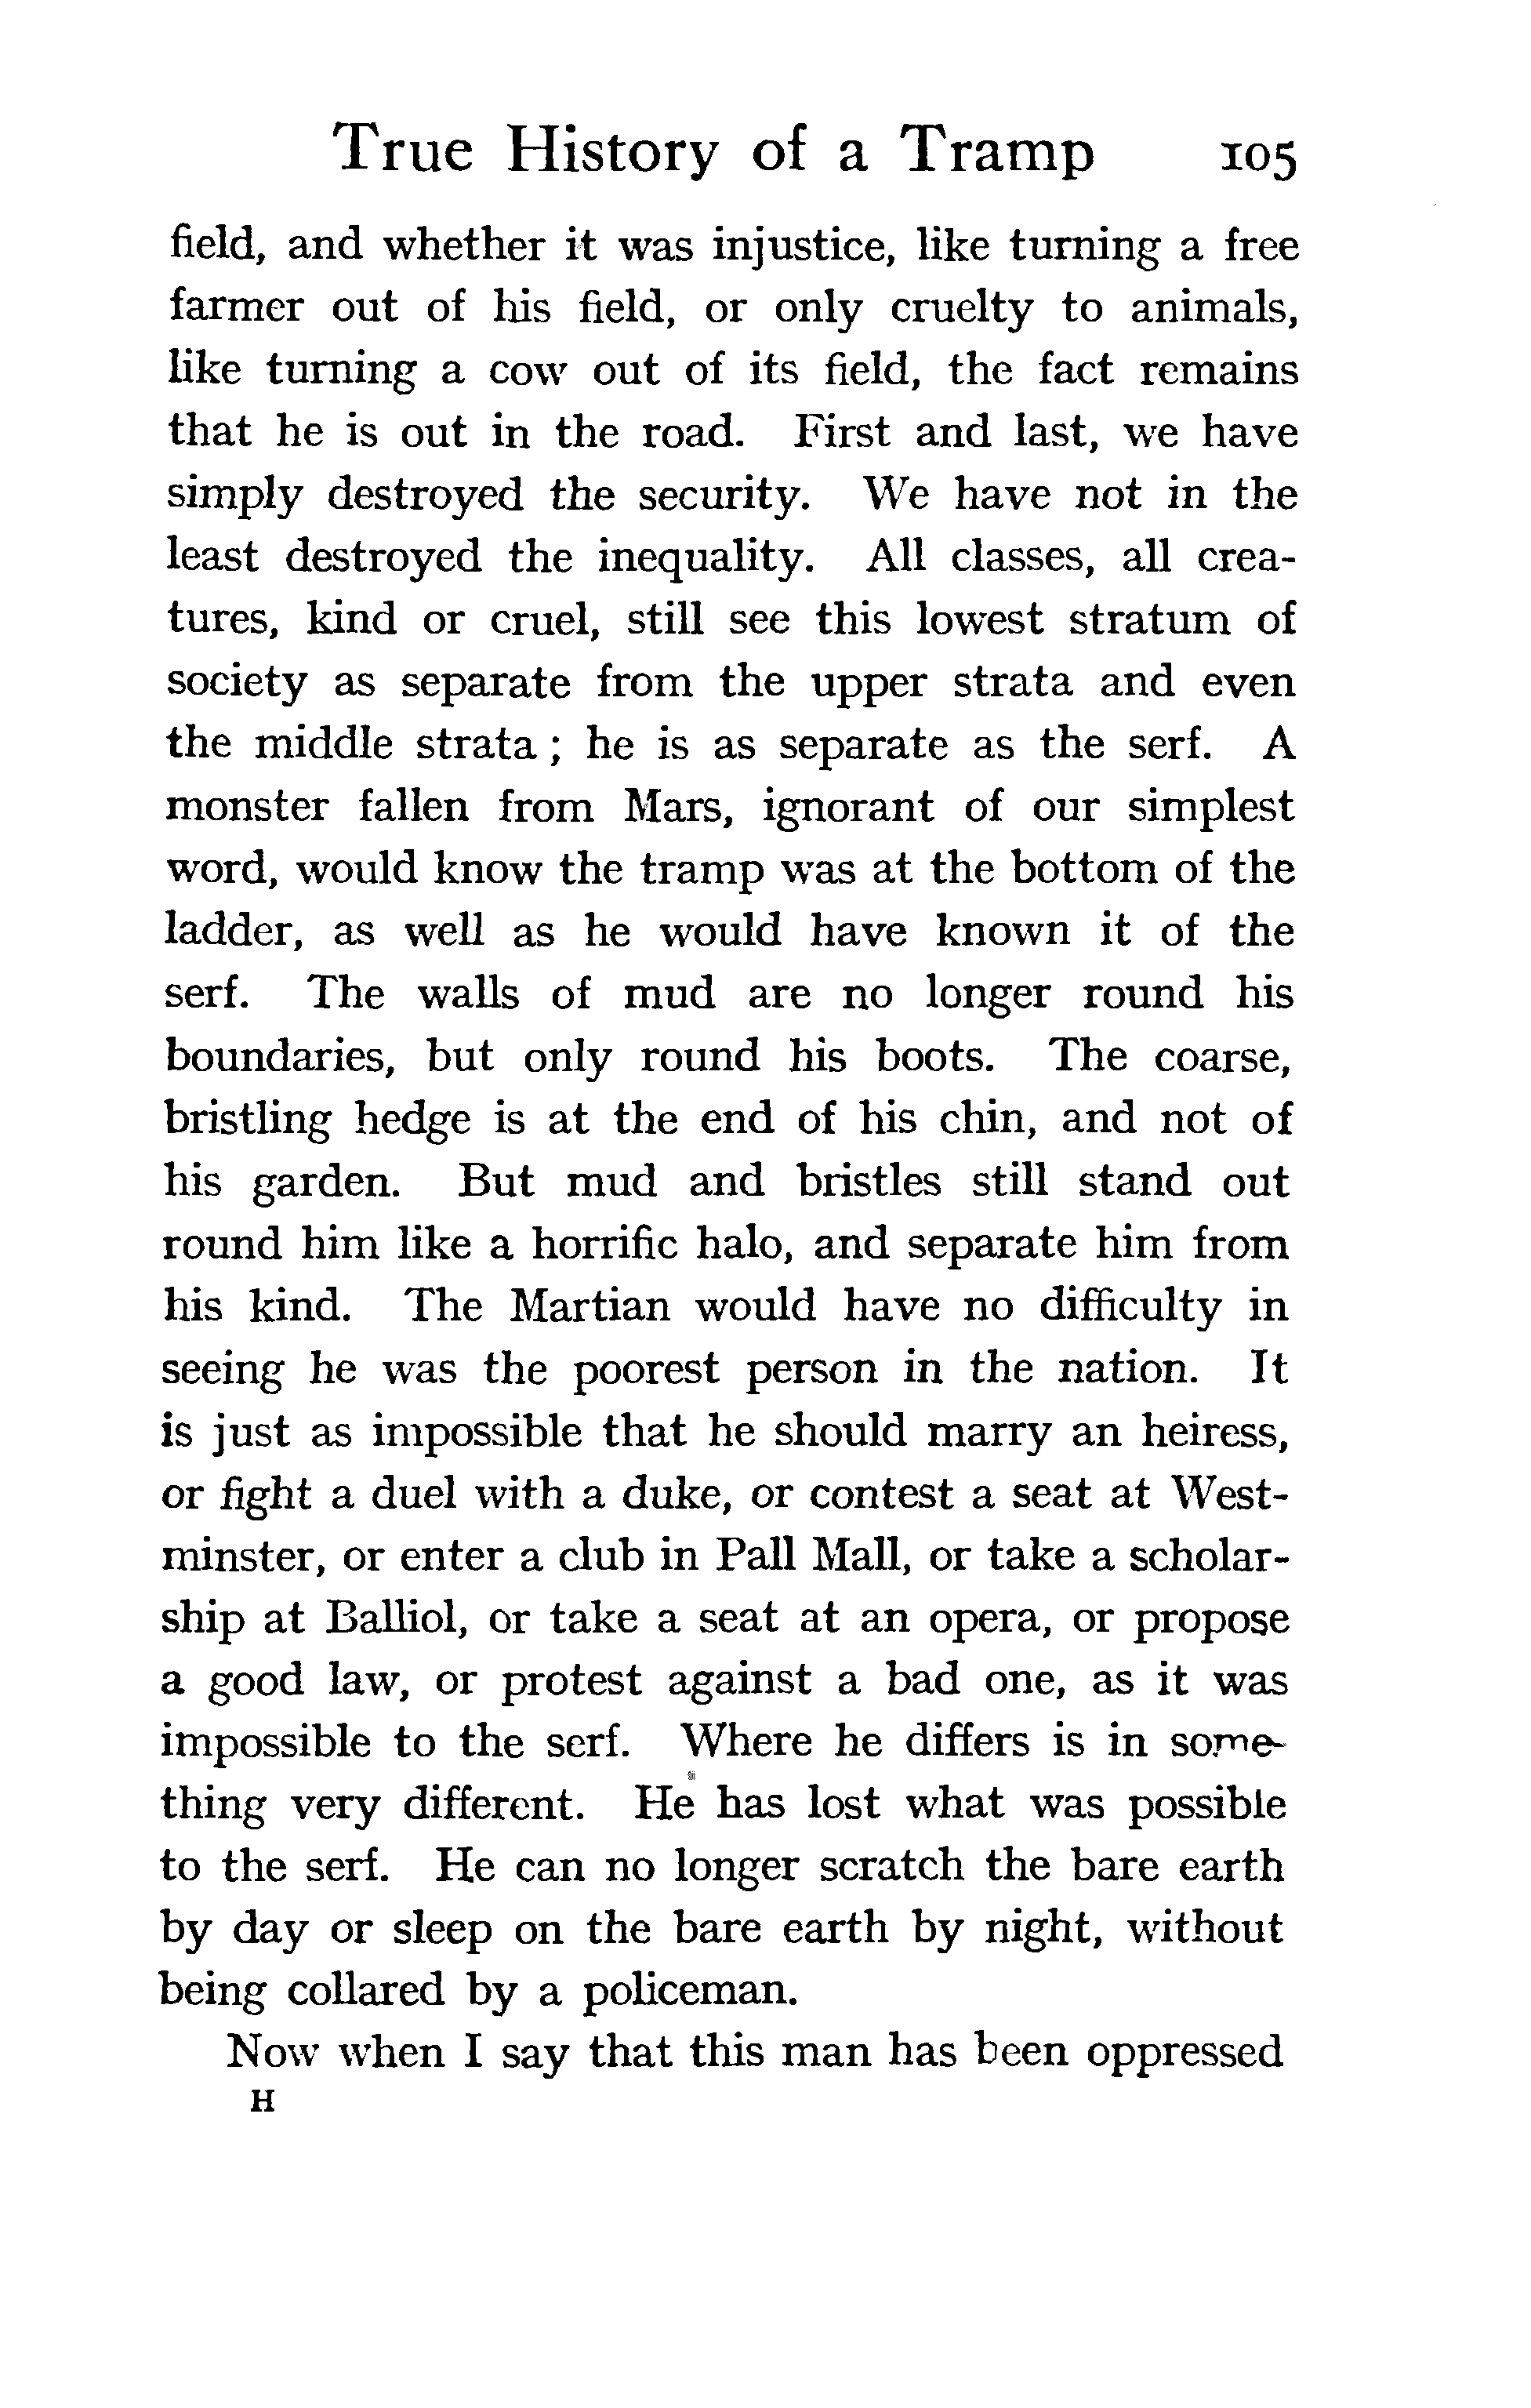 True History of a Tramp 105
field, and whether it was injustice, like turning a free
farmer out of his field, or only cruelty to animals,
like turning a cow out of its field, the fact remains
that he is out in the road. First and last, we have
simply destroyed the security. We have not in the
least destroyed the inequality. All classes, all crea-
tures, kind or cruel, still see this lowest stratum of
society as separate from the upper strata and even
the middle strata ; he is as separate as the serf. A
monster fallen from Mars, ignorant of our simplest
word, would know the tramp was at the bottom of the
ladder, as well as he would have known it of the
serf. The walls of mud are no longer round his
boundaries, but only round his boots. The coarse,
bristling hedge is at the end of his chin, and not of
his garden. But mud and bristles still stand out
round him like a horrific halo, and separate him from
his kind. The Martian would have no difficulty in
seeing he was the poorest person in the nation. It
is just as impossible that he should marry an heiress,
or fight a duel with a duke, or contest a seat at West-
minster, or enter a club in Pall Mall, or take a scholar-
ship at Balliol, or take a seat at an opera, or propose
a good law, or protest against a bad one, as it was
impossible to the serf. Where he differs is in some-
thing very different. He has lost what was possible
to the serf. He can no longer scratch the bare earth
by day or sleep on the bare earth by night, without
being collared by a policeman.
Now when I say that this man has been oppressed
H